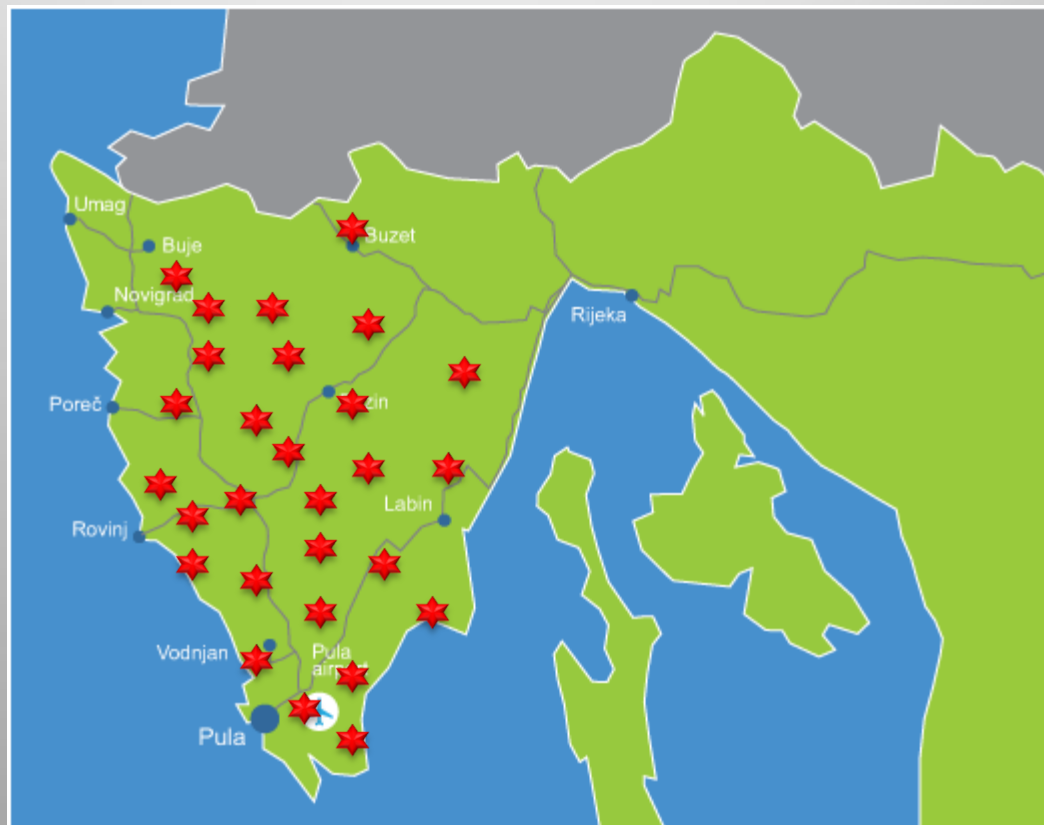 Umag
Buzet
Buje
Novigrad
Rijeka
Poreč
Labin
Rovinj
Vodnjan
Pula
Pula